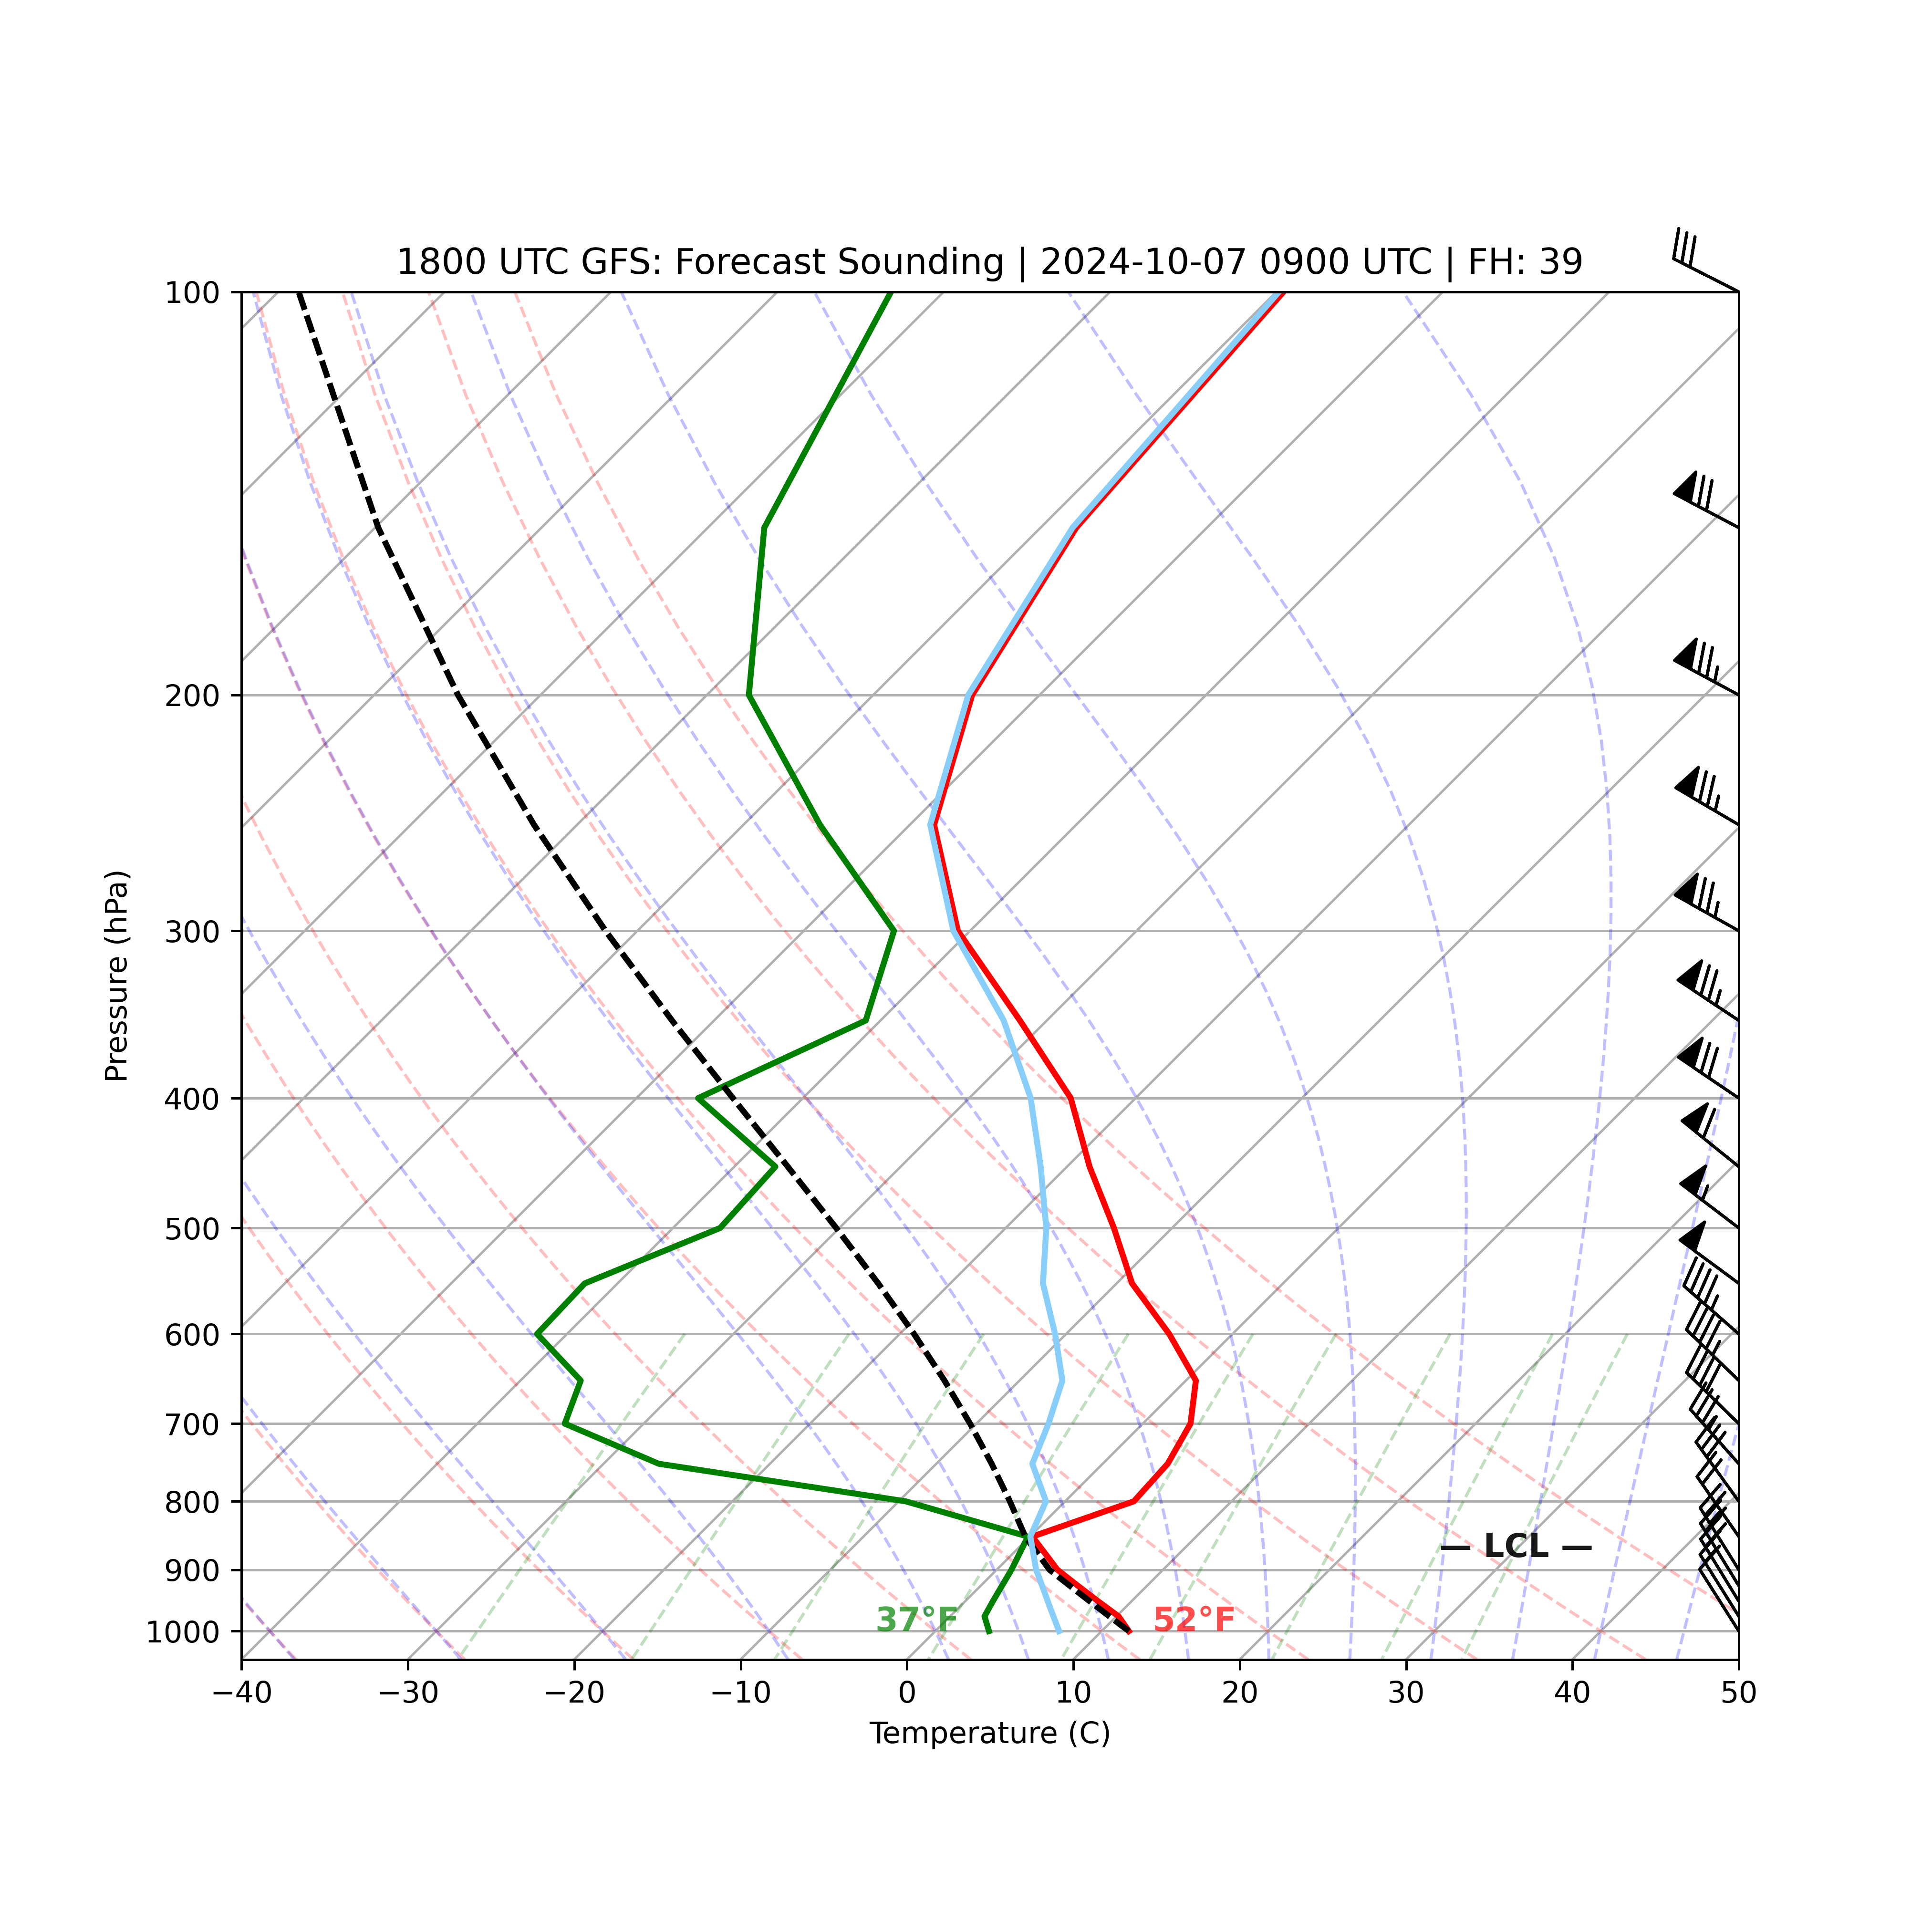 1800 UTC GFS: Forecast Sounding | 2024-10-07 0900 UTC | FH: 39
100
200
300
400
500
600
700
800
900
1000
Pressure (hPa)
— LCL —
37°F
52°F
−40 −30 −20 −10 0 10 20 30 40 50
Temperature (C)